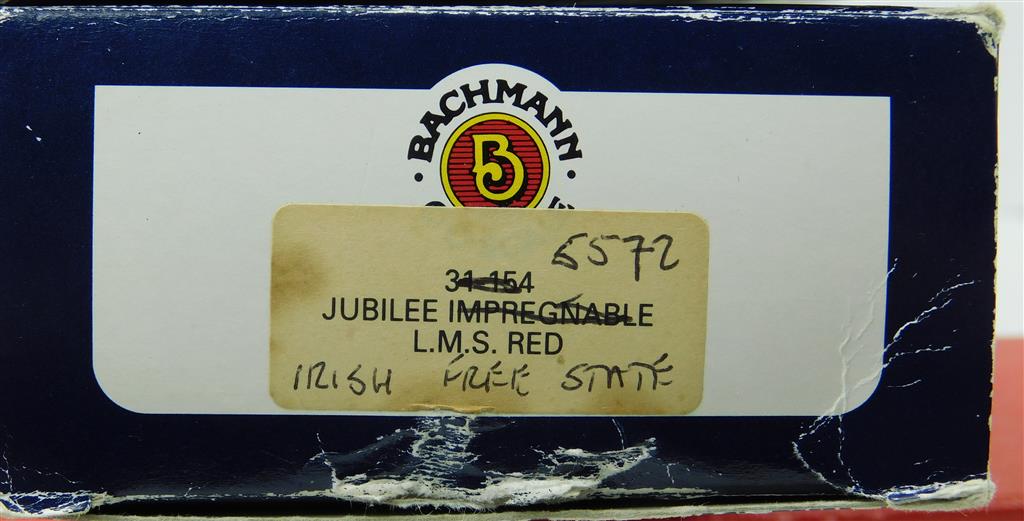 BACHMANN
B
5572
31-154
JUBILEE IMPREGNABLE
L.M.S. RED
IRISH FREE STATE